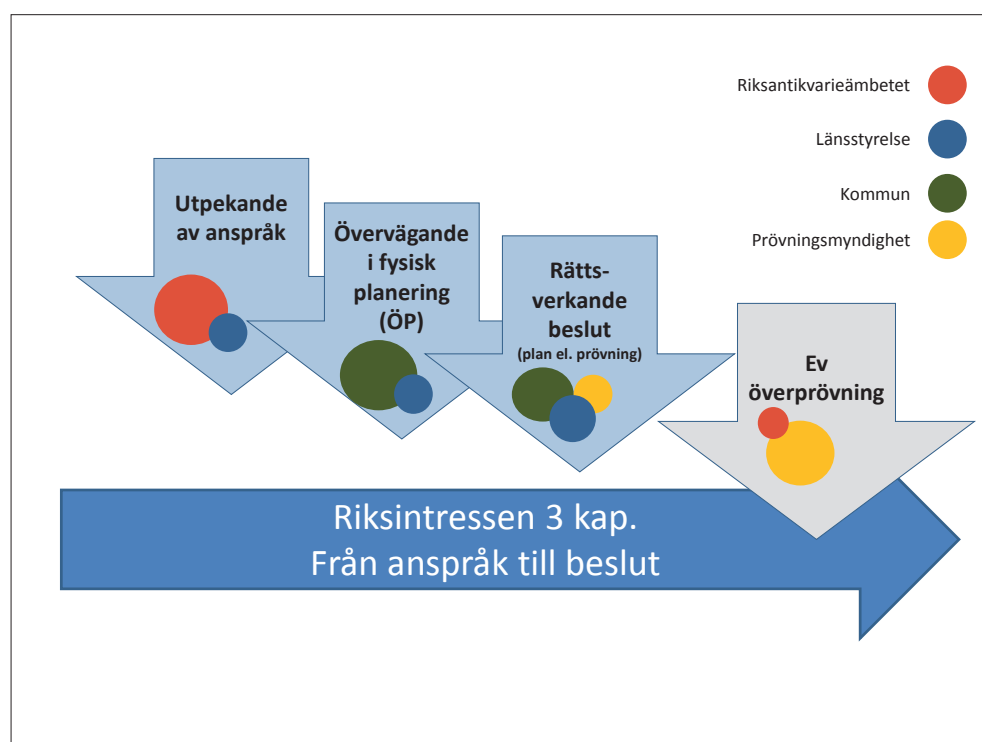 Riksantikvarieämbetet
Länsstyrelse
Kommun
Prövningsmyndighet
Utpekande
av anspråk
Övervägande
i fysisk
planering
(ÖP)
Rätts-
verkande
beslut
(plan el. prövning)
Ev
överprövning
Riksintressen 3 kap.
Från anspråk till beslut